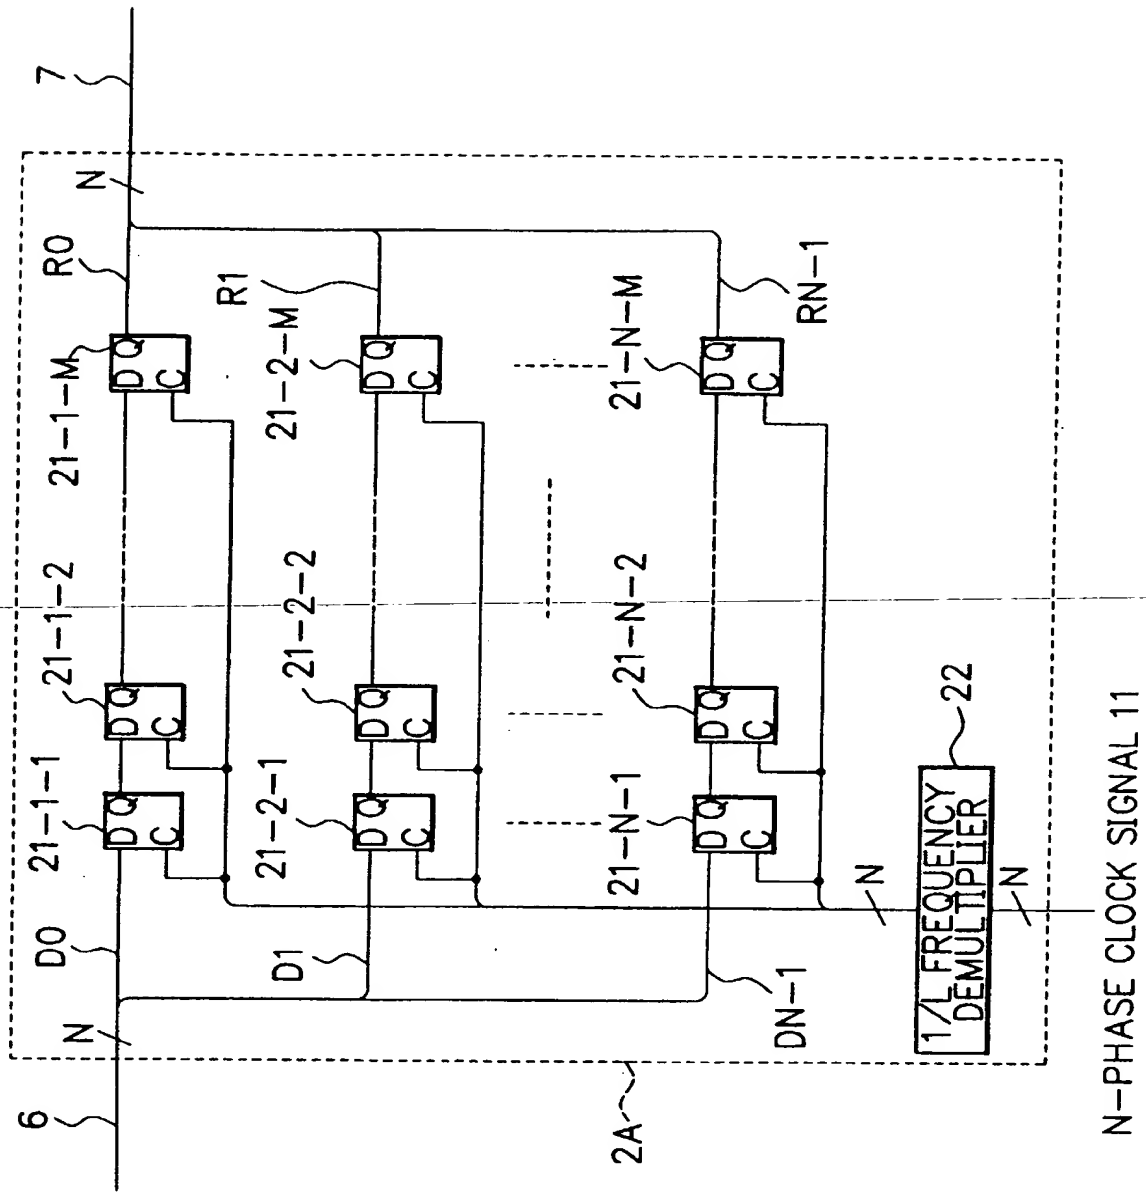 6
N
D0
21-1-1
D Q
C
21-1-2
D Q
C
21-1-M
D Q
C
R0
N
7
D1
21-2-1
D Q
C
21-2-2
D Q
C
21-2-M
D Q
C
R1
DN-1
21-N-1
D Q
C
21-N-2
D Q
C
21-N-M
D Q
C
RN-1
2A
N
1/L FREQUENCY
DEMULTIPLIER
22
N
N-PHASE CLOCK SIGNAL 11